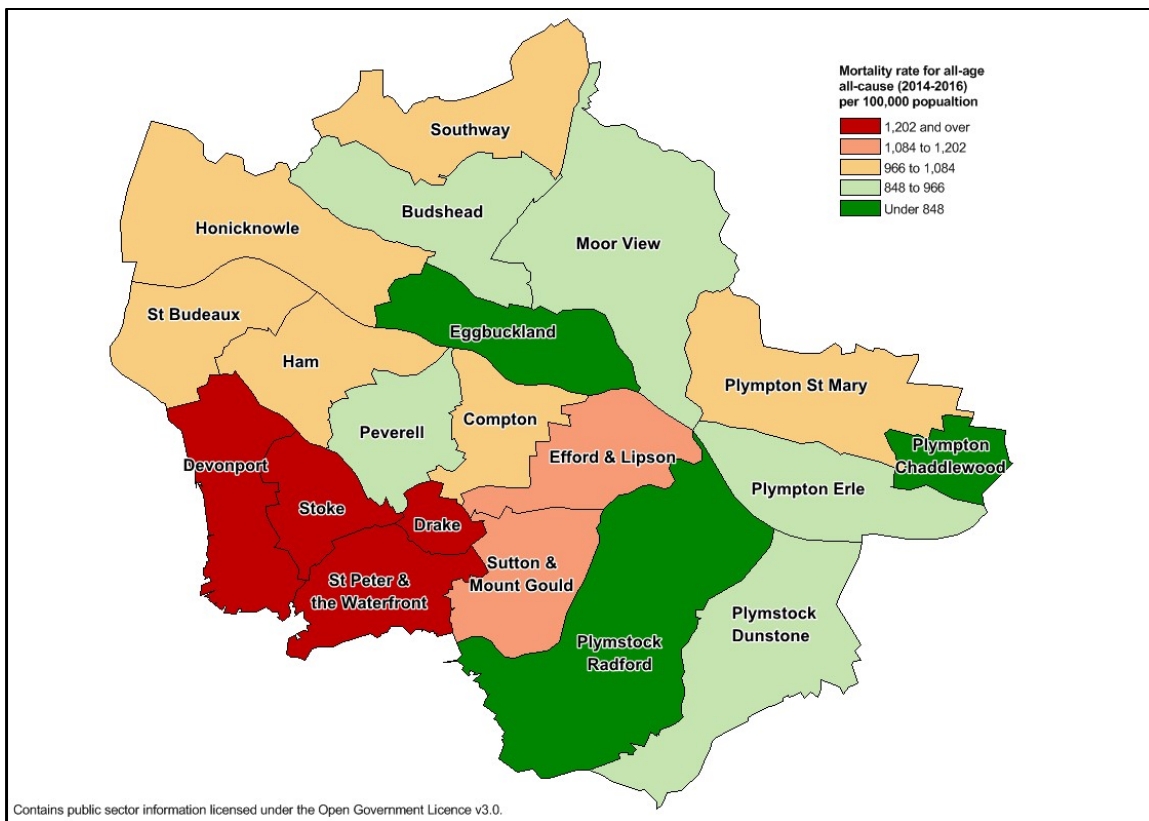 Mortality rate for all-age
all-cause (2014-2016)
per 100,000 popualtion
1,202 and over
1,084 to 1,202
966 to 1,084
848 to 966
Under 848
Southway
Budshead
Honicknowle
Moor View
St Budeaux
Eggbuckland
Ham
Plympton St Mary
Compton
Peverell
Plympton
Chaddlewood
Efford & Lipson
Devonport
Plympton Erle
Stoke
Drake
Sutton &
Mount Gould
St Peter &
the Waterfront
Plymstock
Dunstone
Plymstock
Radford
Contains public sector information licensed under the Open Government Licence v3.0.